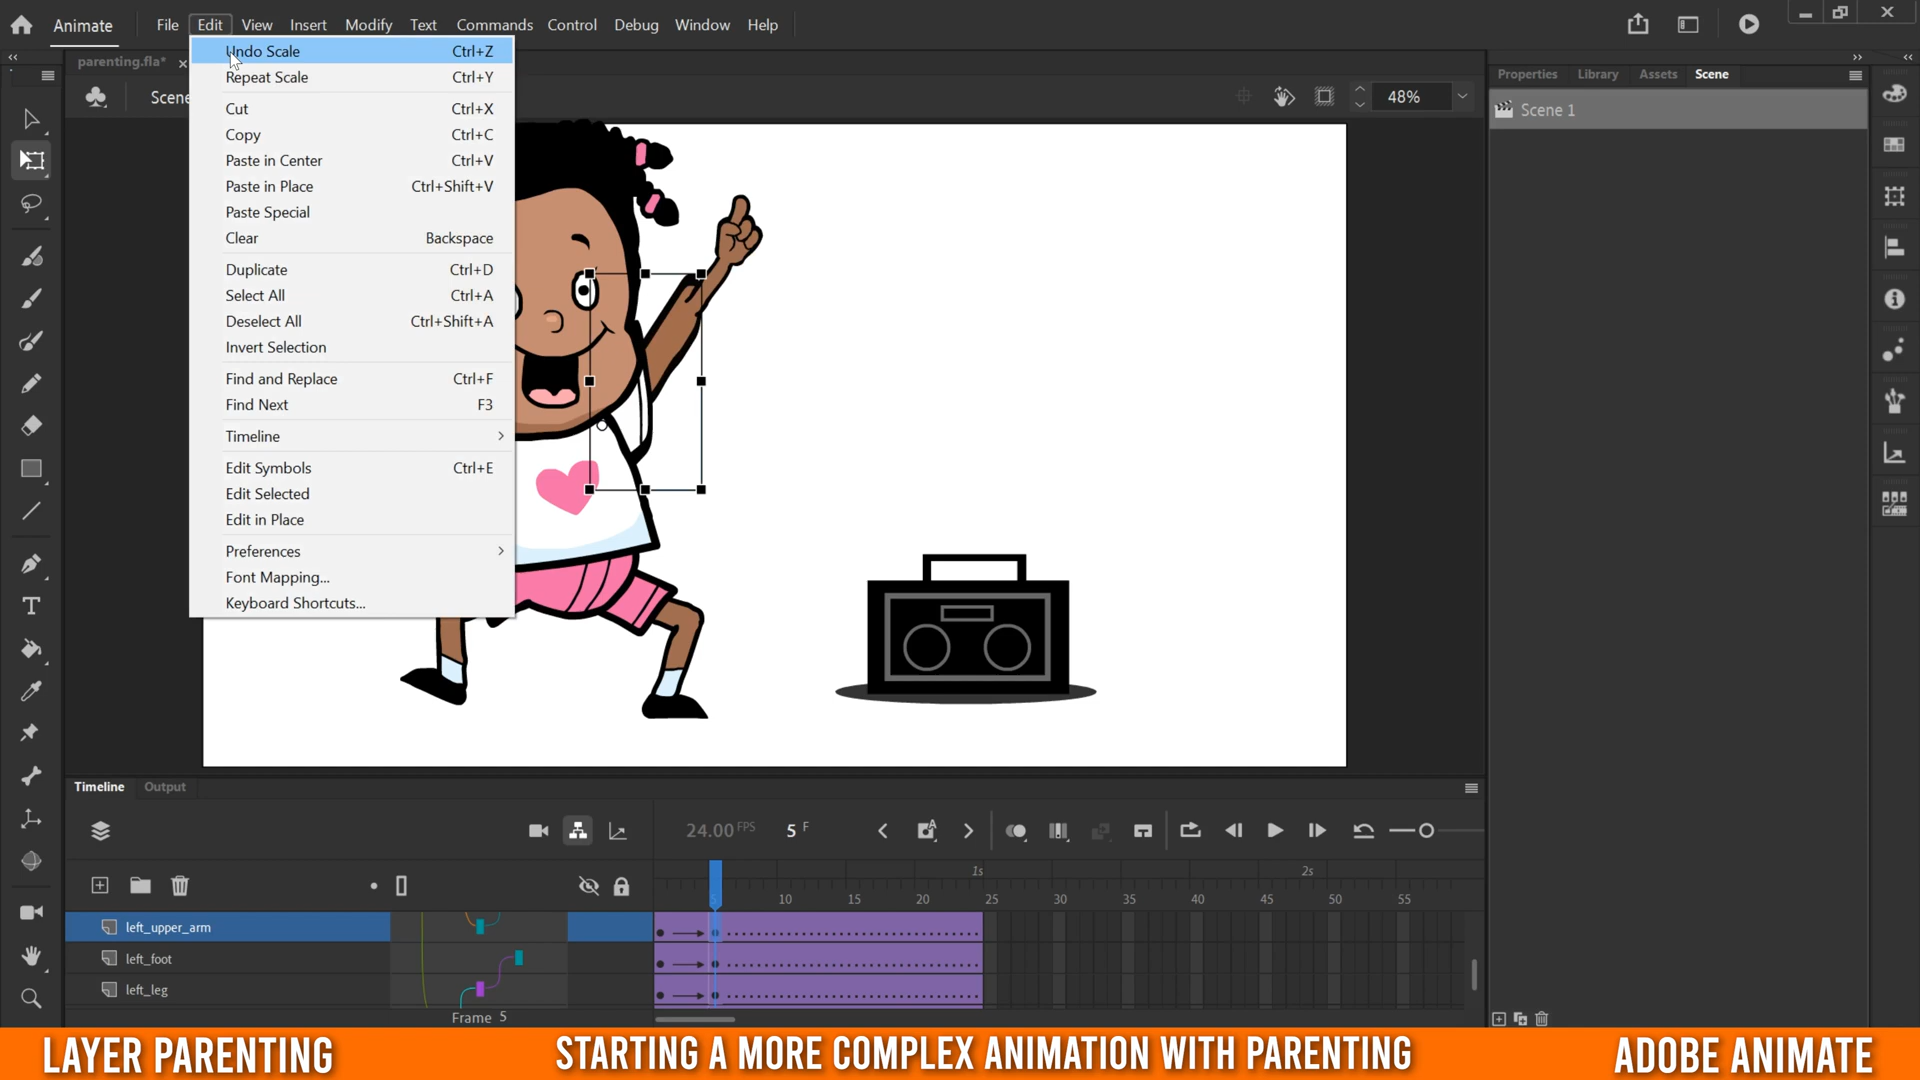 Animate
File Edit View Insert Modify Text Commands Control Debug Window Help
Undo Scale Ctrl+Z
Repeat Scale Ctrl+Y
Cut Ctrl+X
Copy Ctrl+C
Paste in Center Ctrl+V
Paste in Place Ctrl+Shift+V
Paste Special
Clear Backspace
Duplicate Ctrl+D
Select All Ctrl+A
Deselect All Ctrl+Shift+A
Invert Selection
Find and Replace Ctrl+F
Find Next F3
Timeline
Edit Symbols Ctrl+E
Edit Selected
Edit in Place
Preferences
Font Mapping...
Keyboard Shortcuts...
parenting.fla*
Scene
48%
Properties Library Assets Scene
Scene 1
Timeline Output
24.00 FPS 5 F
1s 2s
5 10 15 20 25 30 35 40 45 50 55
left_upper_arm
left_foot
left_leg
Frame 5
LAYER PARENTING
STARTING A MORE COMPLEX ANIMATION WITH PARENTING
ADOBE ANIMATE